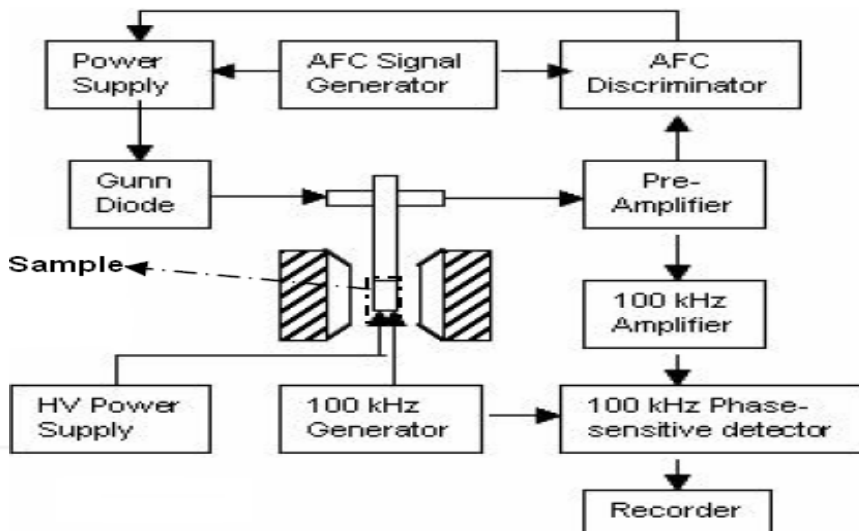 Power
Supply
AFC Signal
Generator
AFC
Discriminator
Gunn
Diode
Pre-
Amplifier
Sample
100 kHz
Amplifier
HV Power
Supply
100 kHz
Generator
100 kHz Phase-
sensitive detector
Recorder